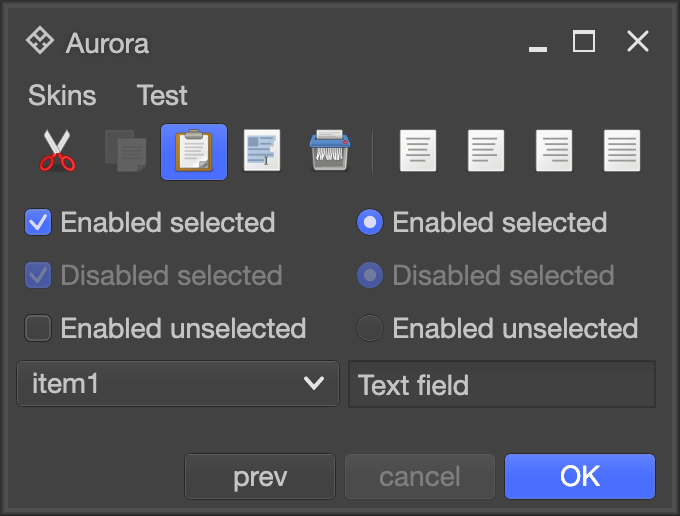 Aurora
Skins Test
Enabled selected Enabled selected
Disabled selected Disabled selected
Enabled unselected Enabled unselected
item1 Text field
prev cancel OK